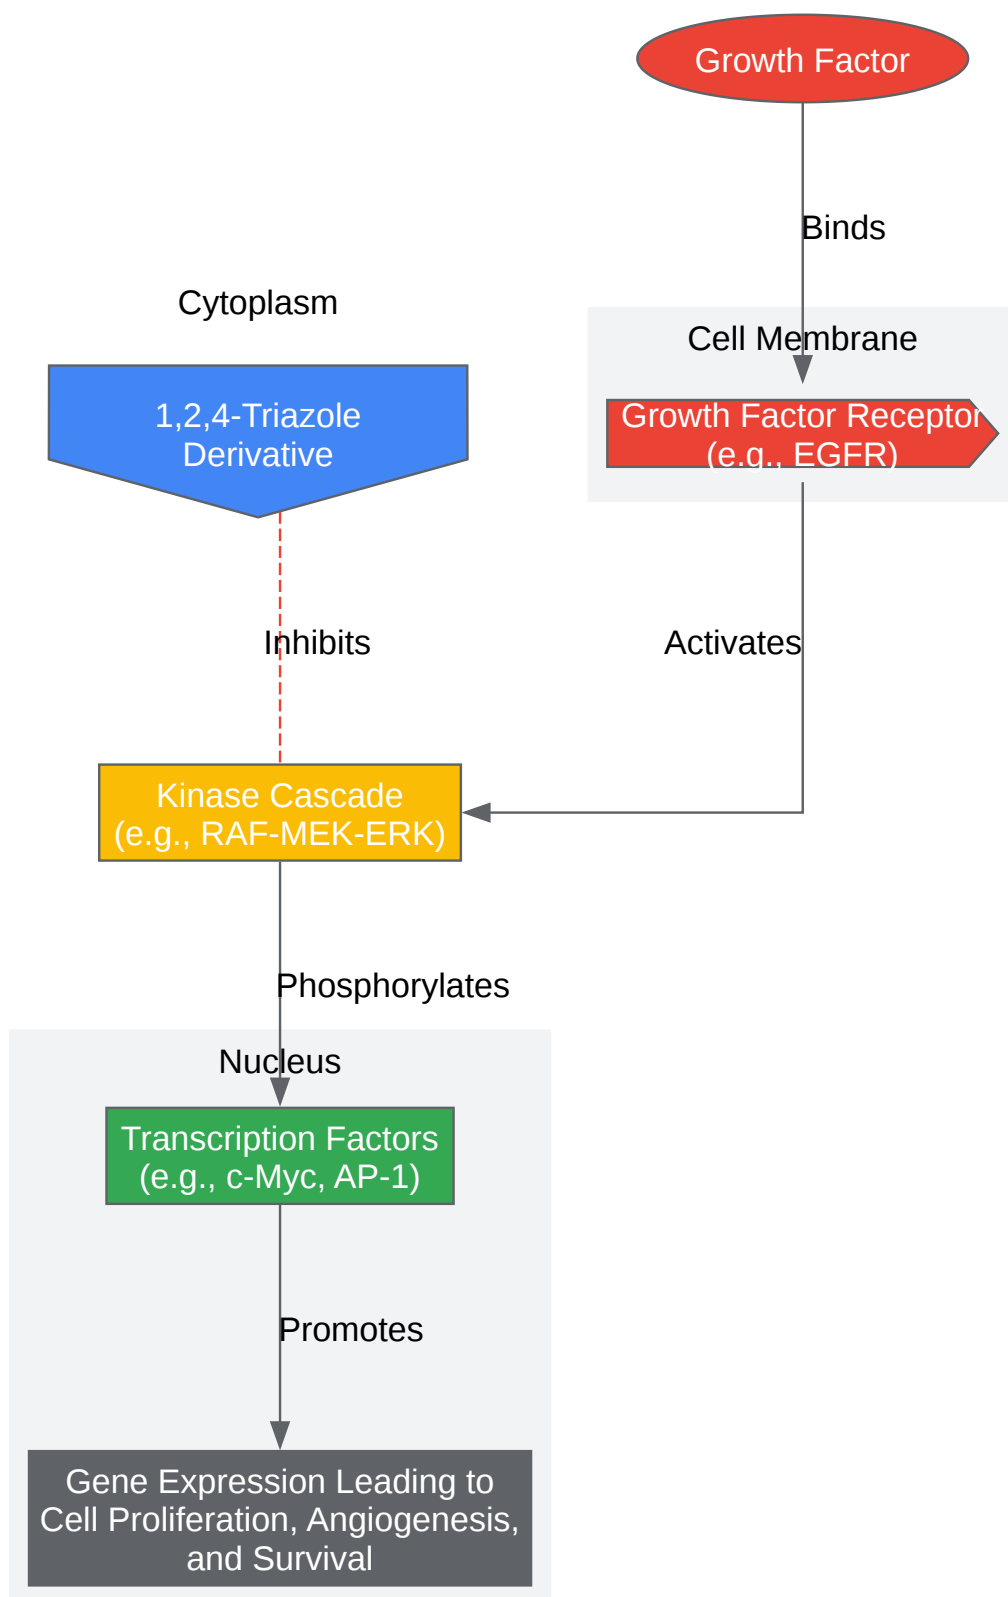 Growth Factor
Binds
Cytoplasm
Cell Membrane
1,2,4-Triazole
Derivative
Growth Factor Receptor
(e.g., EGFR)
Inhibits
Activates
Kinase Cascade
(e.g., RAF-MEK-ERK)
Phosphorylates
Nucleus
Transcription Factors
(e.g., c-Myc, AP-1)
Promotes
Gene Expression Leading to
Cell Proliferation, Angiogenesis,
and Survival